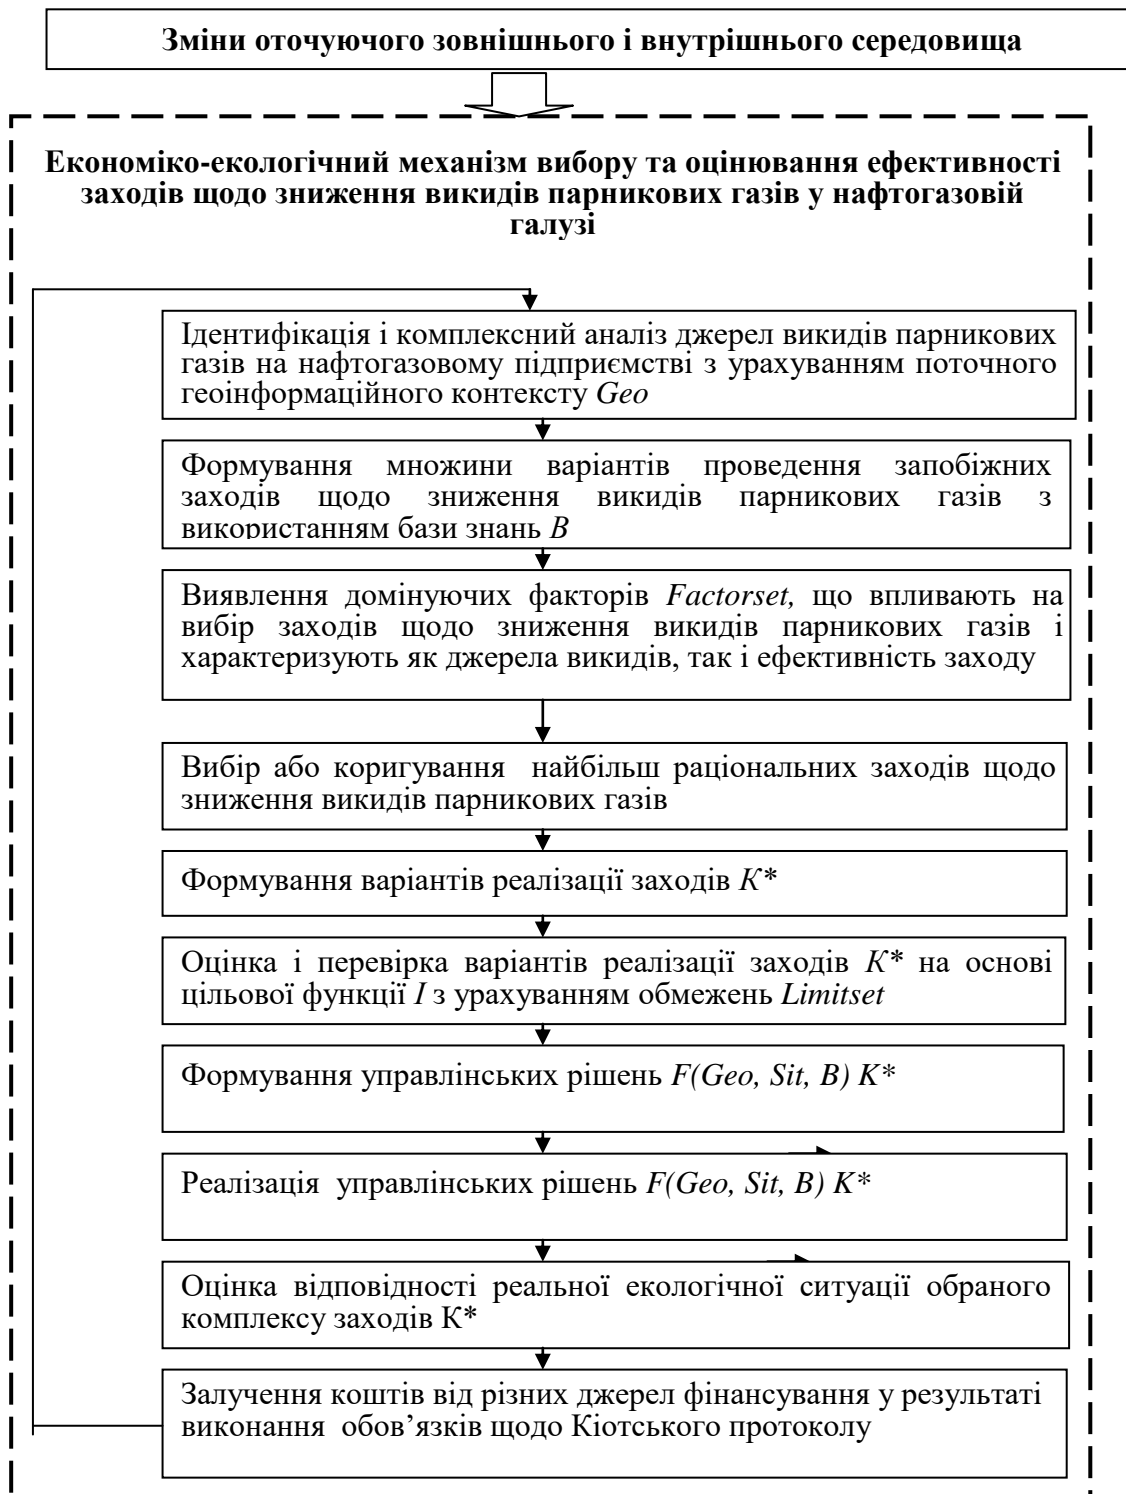 Зміни оточуючого зовнішнього і внутрішнього середовища
Економіко-екологічний механізм вибору та оцінювання ефективності
заходів щодо зниження викидів парникових газів у нафтогазовій
галузі
Ідентифікація і комплексний аналіз джерел викидів парникових
газів на нафтогазовому підприємстві з урахуванням поточного
геоінформаційного контексту Geo
Формування множини варіантів проведення запобіжних
заходів щодо зниження викидів парникових газів з
використанням бази знань B
Виявлення домінуючих факторів Factorset, що впливають на
вибір заходів щодо зниження викидів парникових газів і
характеризують як джерела викидів, так і ефективність заходу
Вибір або коригування найбільш раціональних заходів щодо
зниження викидів парникових газів
Формування варіантів реалізації заходів К*
Оцінка і перевірка варіантів реалізації заходів К* на основі
цільової функції I з урахуванням обмежень Limitset
Формування управлінських рішень F(Geo, Sit, B) K*
Реалізація управлінських рішень F(Geo, Sit, B) K*
Оцінка відповідності реальної екологічної ситуації обраного
комплексу заходів К*
Залучення коштів від різних джерел фінансування у результаті
виконання обов’язків щодо Кіотського протоколу